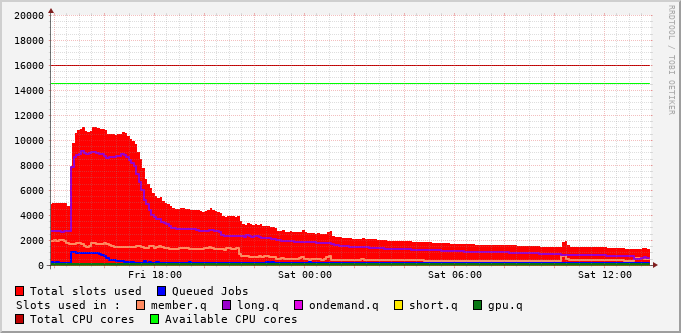 20000
18000
16000
14000
12000
10000
8000
6000
4000
2000
0
Fri 18:00 Sat 00:00 Sat 06:00 Sat 12:00
RRDTOOL / TOBI OETIKER
Total slots used Queued Jobs
Slots used in : member.q long.q ondemand.q short.q gpu.q
Total CPU cores Available CPU cores